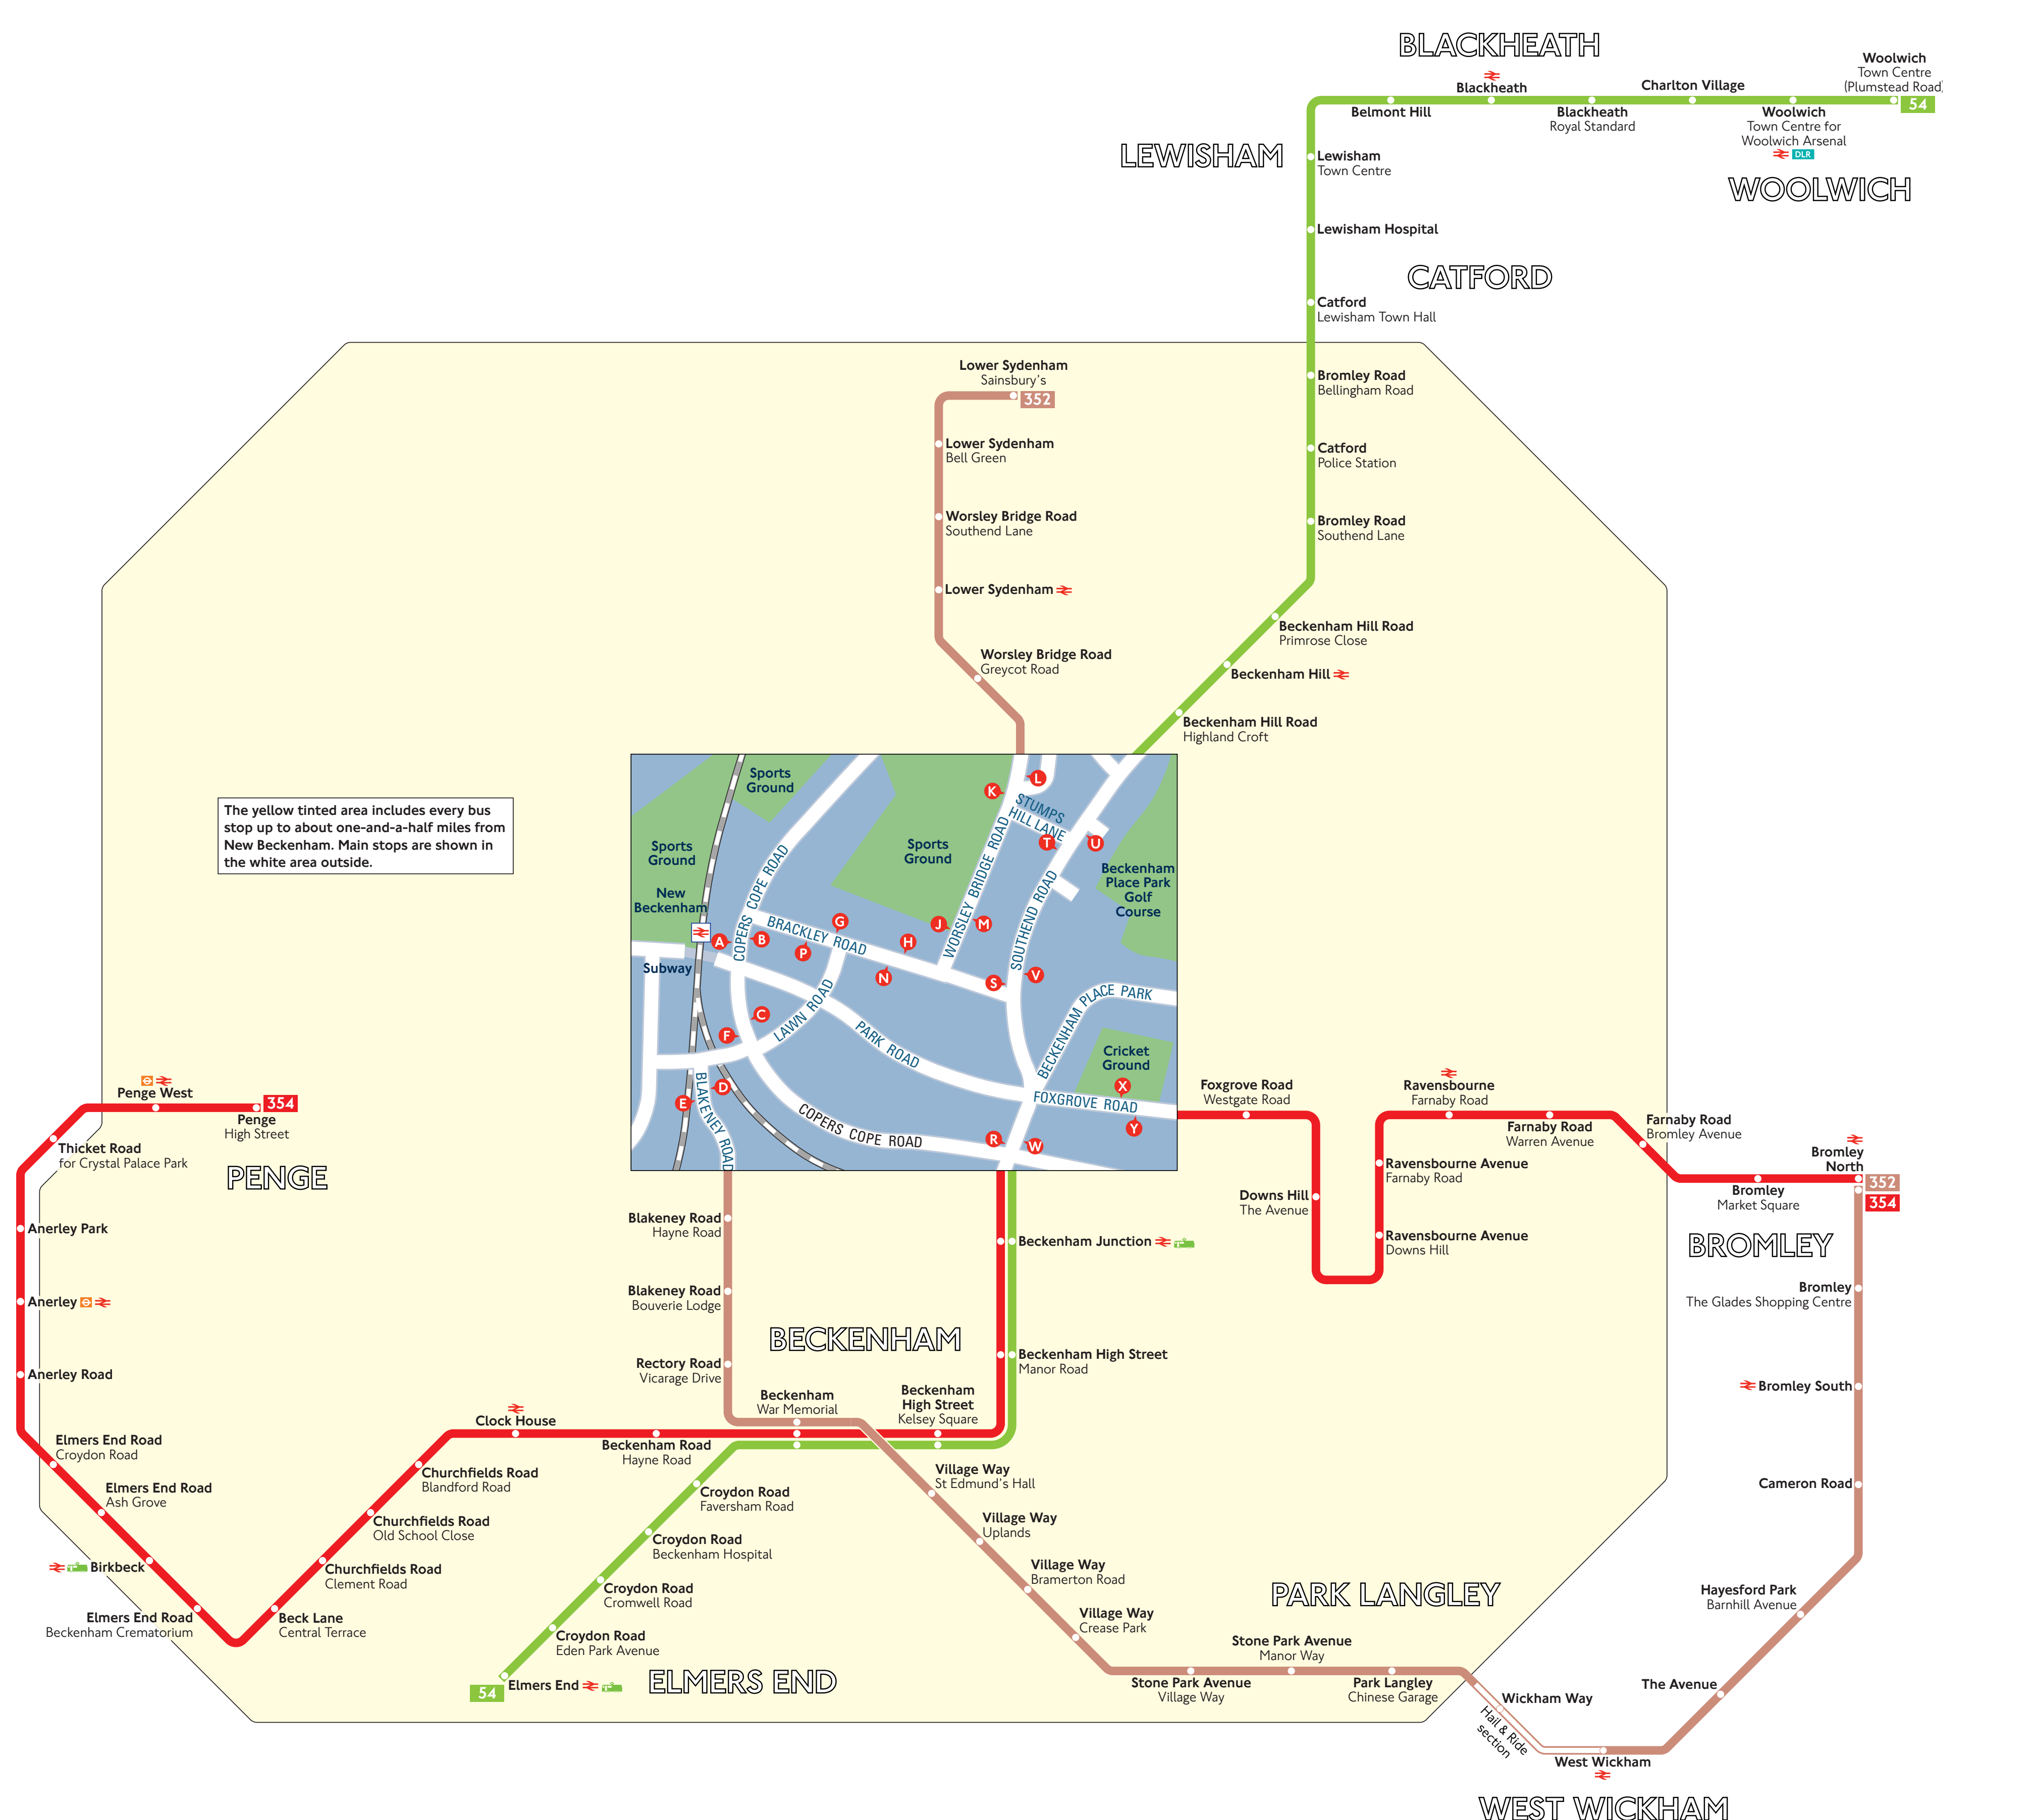 BLACKHEATH
Woolwich
Town Centre
(Plumstead Road)
54
Blackheath
Charlton Village
Belmont Hill
Blackheath
Royal Standard
Woolwich
Town Centre for
Woolwich Arsenal
DLR
WOOLWICH
LEWISHAM
Lewisham
Town Centre
Lewisham Hospital
CATFORD
Catford
Lewisham Town Hall
Lower Sydenham
Sainsbury's
352
Bromley Road
Bellingham Road
Lower Sydenham
Bell Green
Catford
Police Station
Worsley Bridge Road
Southend Lane
Bromley Road
Southend Lane
Lower Sydenham
Beckenham Hill Road
Primrose Close
Worsley Bridge Road
Greycot Road
Beckenham Hill
Beckenham Hill Road
Highland Croft
The yellow tinted area includes every bus
stop up to about one-and-a-half miles from
New Beckenham. Main stops are shown in
the white area outside.
Sports
Ground
L
K
STUMPS
HILL LANE
T
U
Sports
Ground
Sports
Ground
COPERS COPE ROAD
WORSLEY BRIDGE ROAD
Beckenham
Place Park
Golf
Course
New
Beckenham
SOUTHEND ROAD
A
B
BRACKLEY ROAD
G
P
H
J
M
N
S
V
Subway
LAWN ROAD
BECKENHAM PLACE PARK
C
F
PARK ROAD
Cricket
Ground
D
E
X
FOXGROVE ROAD
Y
BLAKENEY ROAD
COPERS COPE ROAD
R
W
Penge West
354
Penge
High Street
Thicket Road
for Crystal Palace Park
PENGE
Anerley Park
Anerley
Anerley Road
Elmers End Road
Croydon Road
Elmers End Road
Ash Grove
Birkbeck
Elmers End Road
Beckenham Crematorium
Beck Lane
Central Terrace
Churchfields Road
Clement Road
Churchfields Road
Old School Close
Churchfields Road
Blandford Road
Clock House
Beckenham Road
Hayne Road
Blakeney Road
Hayne Road
Blakeney Road
Bouverie Lodge
Rectory Road
Vicarage Drive
BECKENHAM
Beckenham
War Memorial
Beckenham
High Street
Kelsey Square
Beckenham Junction
Beckenham High Street
Manor Road
Foxgrove Road
Westgate Road
Downs Hill
The Avenue
Ravensbourne
Farnaby Road
Ravensbourne Avenue
Farnaby Road
Ravensbourne Avenue
Downs Hill
Farnaby Road
Warren Avenue
Farnaby Road
Bromley Avenue
Bromley
North
352
354
Bromley
Market Square
BROMLEY
Bromley
The Glades Shopping Centre
Bromley South
Cameron Road
Hayesford Park
Barnhill Avenue
The Avenue
Croydon Road
Faversham Road
Croydon Road
Beckenham Hospital
Croydon Road
Cromwell Road
Croydon Road
Eden Park Avenue
54
Elmers End
ELMERS END
Village Way
St Edmund's Hall
Village Way
Uplands
Village Way
Bramerton Road
Village Way
Crease Park
PARK LANGLEY
Stone Park Avenue
Manor Way
Stone Park Avenue
Village Way
Park Langley
Chinese Garage
Wickham Way
Hail & Ride
section
West Wickham
WEST WICKHAM